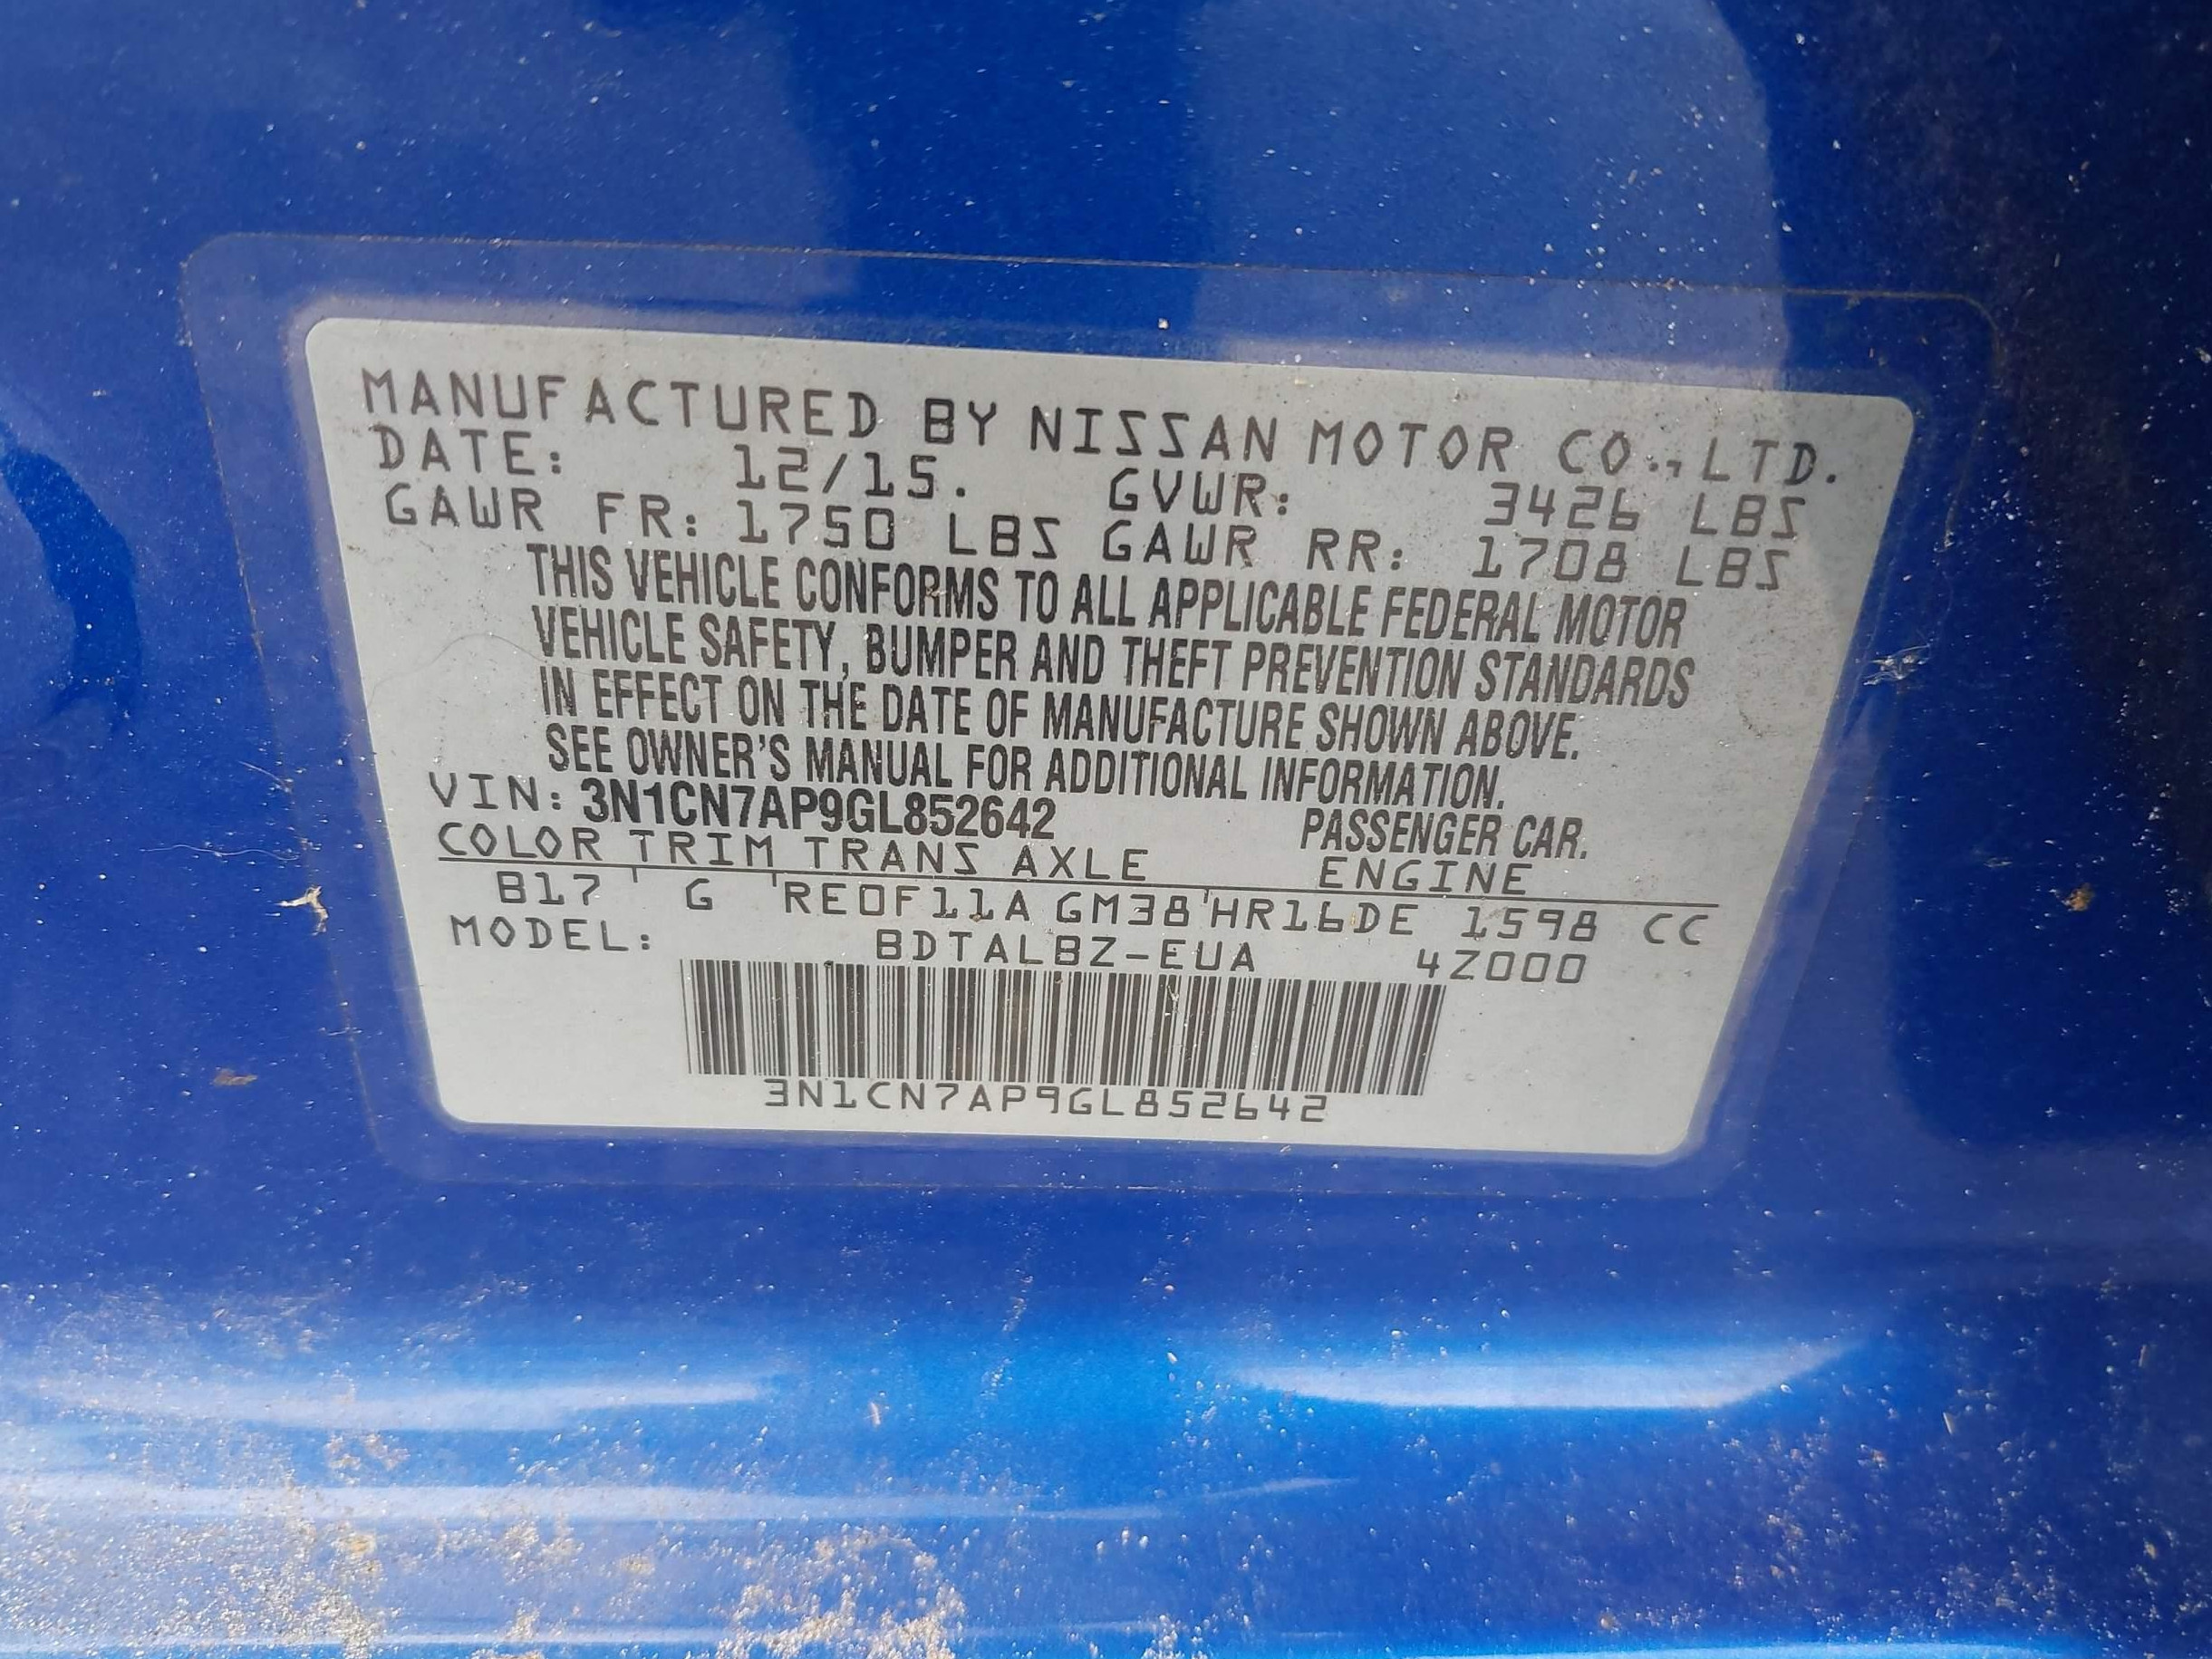 MANUFACTURED BY NISSAN MOTOR CO.,LTD.
DATE: 12/15. GVWR: 3426 LBS
GAWR FR: 1750 LBS GAWR RR: 1708 LBS
THIS VEHICLE CONFORMS TO ALL APPLICABLE FEDERAL MOTOR
VEHICLE SAFETY, BUMPER AND THEFT PREVENTION STANDARDS
IN EFFECT ON THE DATE OF MANUFACTURE SHOWN ABOVE.
SEE OWNER'S MANUAL FOR ADDITIONAL INFORMATION.
VIN: 3N1CN7AP9GL852642 PASSENGER CAR.
COLOR TRIM TRANS AXLE ENGINE
B17 G RE0F11A GM38 HR16DE 1598 CC
MODEL: BDTALBZ-EUA 4Z000
3N1CN7AP9GL852642